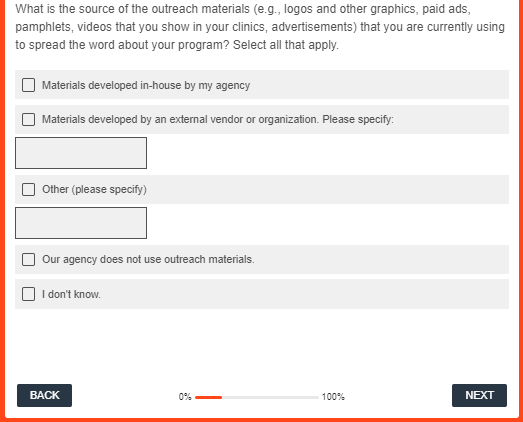 What is the source of the outreach materials (e.g., logos and other graphics, paid ads,
pamphlets, videos that you show in your clinics, advertisements) that you are currently using
to spread the word about your program? Select all that apply.
Materials developed in-house by my agency
Materials developed by an external vendor or organization. Please specify:
Other (please specify)
Our agency does not use outreach materials.
I don't know.
BACK
0%
100%
NEXT